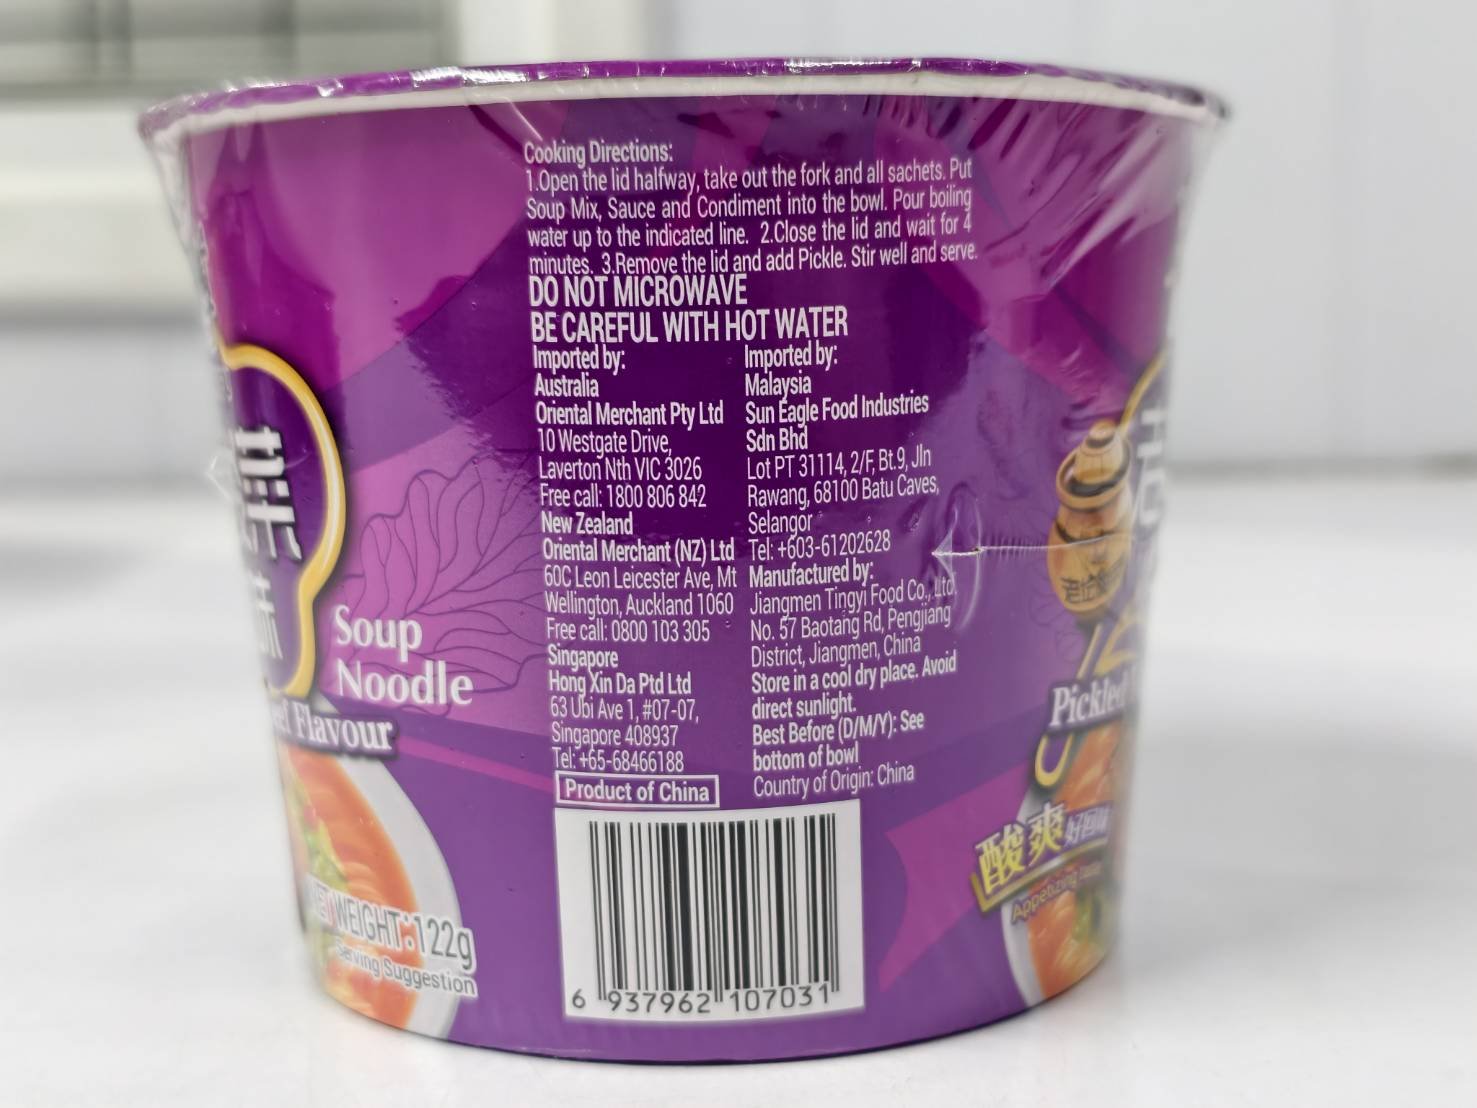 Cooking Directions:
1.Open the lid halfway, take out the fork and all sachets. Put
Soup Mix, Sauce and Condiment into the bowl. Pour boiling
water up to the indicated line. 2.Close the lid and wait for 4
minutes. 3.Remove the lid and add Pickle. Stir well and serve.
DO NOT MICROWAVE
BE CAREFUL WITH HOT WATER
Imported by:
Australia
Oriental Merchant Pty Ltd
10 Westgate Drive,
Laverton Nth VIC 3026
Free call: 1800 806 842
New Zealand
Oriental Merchant (NZ) Ltd
60C Leon Leicester Ave, Mt
Wellington, Auckland 1060
Free call: 0800 103 305
Singapore
Hong Xin Da Ptd Ltd
63 Ubi Ave 1, #07-07,
Singapore 408937
Tel: +65-68466188
Product of China
Imported by:
Malaysia
Sun Eagle Food Industries
Sdn Bhd
Lot PT 31114, 2/F, Bt.9, Jln
Rawang, 68100 Batu Caves,
Selangor
Tel: +603-61202628
Manufactured by:
Jiangmen Tingyi Food Co., Ltd.
No. 57 Baotang Rd, Pengjiang
District, Jiangmen, China
Store in a cool dry place. Avoid
direct sunlight.
Best Before (D/M/Y): See
bottom of bowl
Country of Origin: China
6 937962 107031
Soup
Noodle
Flavour
NET WEIGHT:122g
Serving Suggestion
Pickled
酸爽好回味
Appetizing